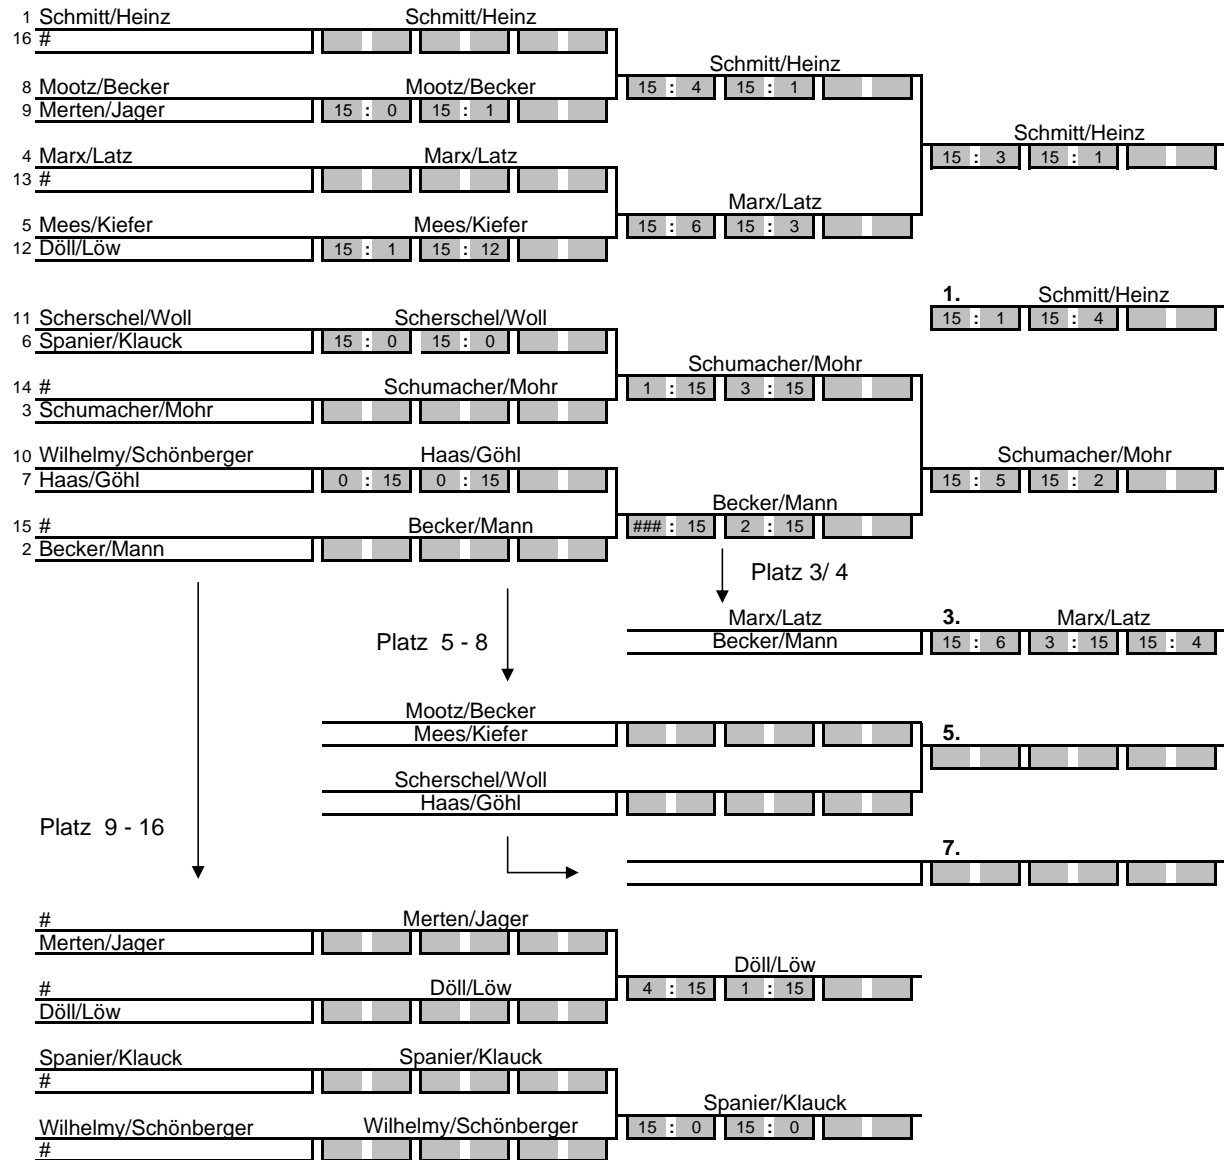 1 Schmitt/Heinz Schmitt/Heinz
16 #
Schmitt/Heinz
8 Mootz/Becker Mootz/Becker 15 : 4 15 : 1
9 Merten/Jager 15 : 0 15 : 1
Schmitt/Heinz
4 Marx/Latz Marx/Latz 15 : 3 15 : 1
13 #
Marx/Latz
5 Mees/Kiefer Mees/Kiefer 15 : 6 15 : 3
12 Döll/Löw 15 : 1 15 : 12
1. Schmitt/Heinz
11 Scherschel/Woll Scherschel/Woll 15 : 1 15 : 4
6 Spanier/Klauck 15 : 0 15 : 0
Schumacher/Mohr
14 # Schumacher/Mohr 1 : 15 3 : 15
3 Schumacher/Mohr
10 Wilhelmy/Schönberger Haas/Göhl Schumacher/Mohr
7 Haas/Göhl 0 : 15 0 : 15 15 : 5 15 : 2
Becker/Mann
15 # Becker/Mann ### : 15 2 : 15
2 Becker/Mann
Platz 3/ 4
Marx/Latz 3. Marx/Latz
Platz 5 - 8 Becker/Mann 15 : 6 3 : 15 15 : 4
Mootz/Becker
Mees/Kiefer 5.
Scherschel/Woll
Haas/Göhl
Platz 9 - 16
7.
# Merten/Jager
Merten/Jager
Döll/Löw
# Döll/Löw 4 : 15 1 : 15
Döll/Löw
Spanier/Klauck Spanier/Klauck
#
Spanier/Klauck
Wilhelmy/Schönberger Wilhelmy/Schönberger 15 : 0 15 : 0
#